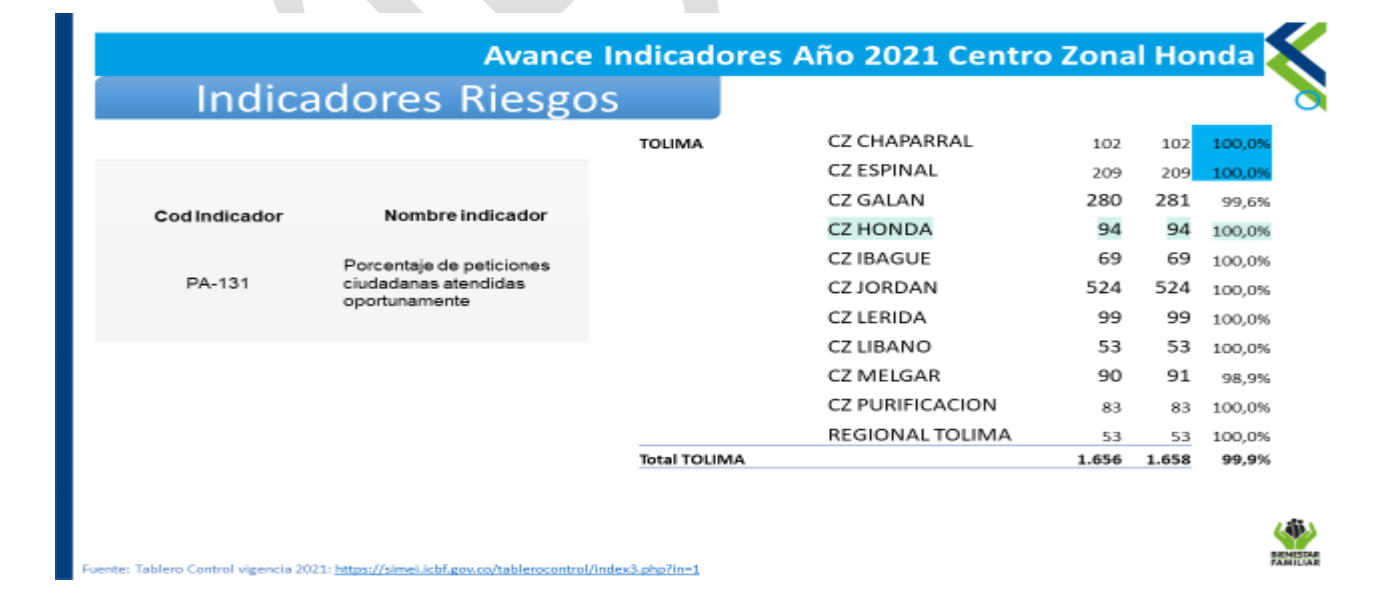 Avance Indicadores Año 2021 Centro Zonal Honda
Indicadores Riesgos
Cod Indicador Nombre indicador
PA-131 Porcentaje de peticiones
ciudadanas atendidas
oportunamente
TOLIMA CZ CHAPARRAL 102 102 100,0%
CZ ESPINAL 209 209 100,0%
CZ GALAN 280 281 99,6%
CZ HONDA 94 94 100,0%
CZ IBAGUE 69 69 100,0%
CZ JORDAN 524 524 100,0%
CZ LERIDA 99 99 100,0%
CZ LIBANO 53 53 100,0%
CZ MELGAR 90 91 98,9%
CZ PURIFICACION 83 83 100,0%
REGIONAL TOLIMA 53 53 100,0%
Total TOLIMA 1.656 1.658 99,9%
BIENESTAR
FAMILIAR
Fuente: Tablero Control vigencia 2021: https://simei.icbf.gov.co/tablerocontrol/index3.php?in=1